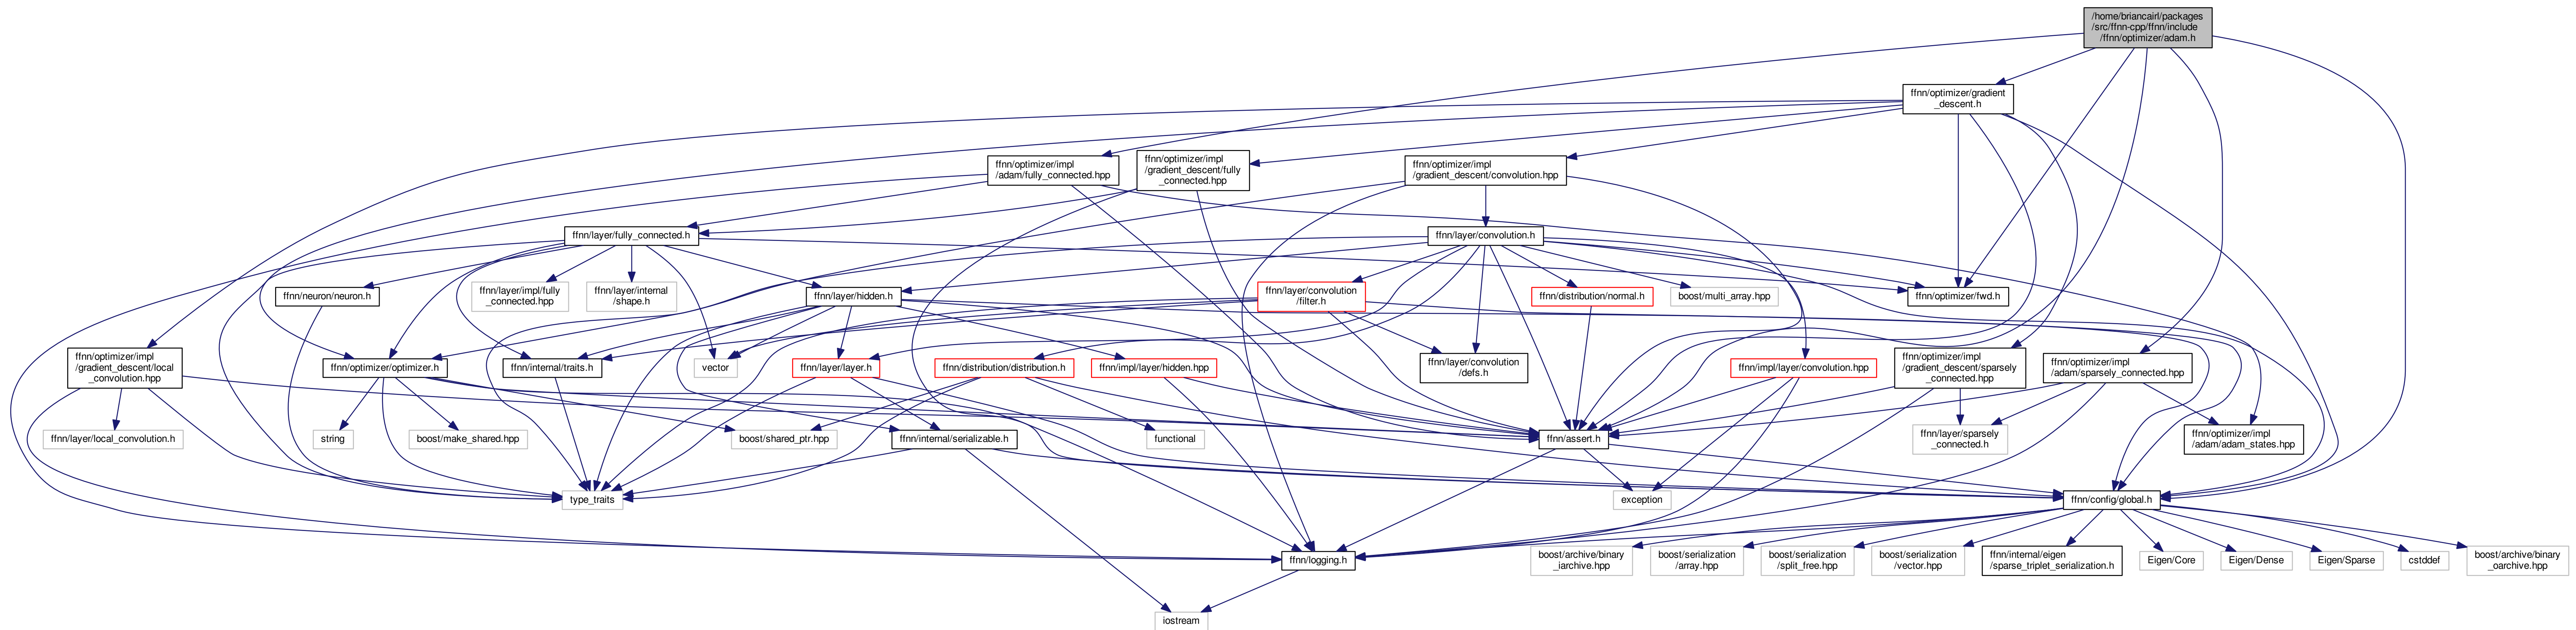 /home/briancairl/packages
/src/ffnn-cpp/ffnn/include
/ffnn/optimizer/adam.h
ffnn/optimizer/gradient
_descent.h
ffnn/optimizer/impl
/adam/fully_connected.hpp
ffnn/optimizer/impl
/gradient_descent/fully
_connected.hpp
ffnn/optimizer/impl
/gradient_descent/convolution.hpp
ffnn/layer/fully_connected.h
ffnn/layer/convolution.h
ffnn/neuron/neuron.h
ffnn/layer/impl/fully
_connected.hpp
ffnn/layer/internal
/shape.h
ffnn/layer/hidden.h
ffnn/layer/convolution
/filter.h
ffnn/distribution/normal.h
boost/multi_array.hpp
ffnn/optimizer/fwd.h
ffnn/optimizer/impl
/gradient_descent/local
_convolution.hpp
ffnn/optimizer/optimizer.h
ffnn/internal/traits.h
vector
ffnn/layer/layer.h
ffnn/distribution/distribution.h
ffnn/impl/layer/hidden.hpp
ffnn/layer/convolution
/defs.h
ffnn/impl/layer/convolution.hpp
ffnn/optimizer/impl
/gradient_descent/sparsely
_connected.hpp
ffnn/optimizer/impl
/adam/sparsely_connected.hpp
ffnn/layer/local_convolution.h
string
boost/make_shared.hpp
boost/shared_ptr.hpp
ffnn/internal/serializable.h
functional
ffnn/assert.h
ffnn/layer/sparsely
_connected.h
ffnn/optimizer/impl
/adam/adam_states.hpp
type_traits
exception
ffnn/config/global.h
ffnn/logging.h
boost/archive/binary
_iarchive.hpp
boost/serialization
/array.hpp
boost/serialization
/split_free.hpp
boost/serialization
/vector.hpp
ffnn/internal/eigen
/sparse_triplet_serialization.h
Eigen/Core
Eigen/Dense
Eigen/Sparse
cstddef
boost/archive/binary
_oarchive.hpp
iostream